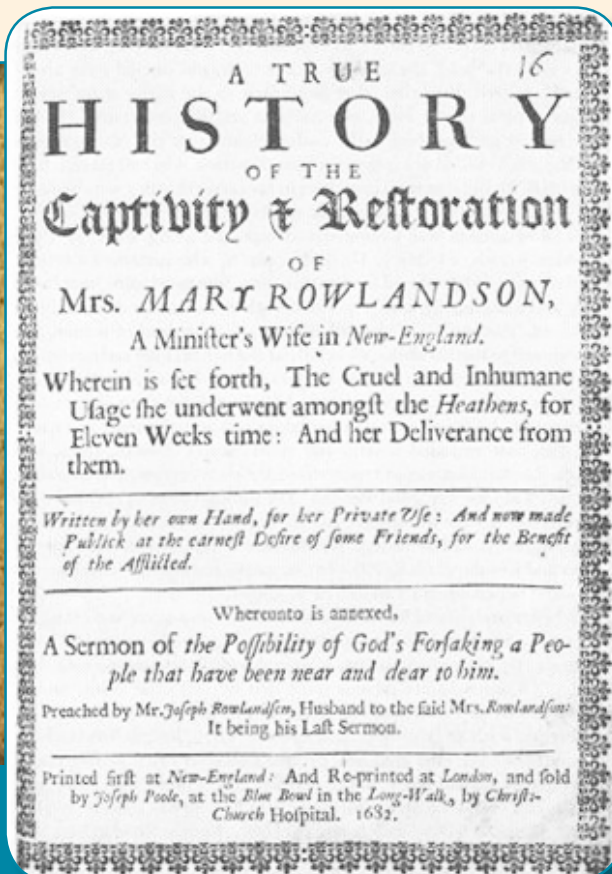 16
A TRUE
HISTORY
OF THE
Captivity & Reſtoration
OF
Mrs. MARY ROWLANDSON,
A Miniſter's Wife in New-England.
Wherein is ſet forth, The Cruel and Inhumane
Uſage ſhe underwent amongſt the Heathens, for
Eleven Weeks time: And her Deliverance from
them.
Written by her own Hand, for her Private Uſe: And now made
Publick at the earneſt Deſire of ſome Friends, for the Benefit
of the Afflicted.
Whereunto is annexed,
A Sermon of the Poſſibility of God's Forſaking a Peo-
ple that have been near and dear to him.
Preached by Mr. Joſeph Rowlandſon, Husband to the ſaid Mrs. Rowlandſon:
It being his Laſt Sermon.
Printed firſt at New-England: And Re-printed at London, and ſold
by Joſeph Poole, at the Blue Bowl in the Long-Walk, by Chriſts-
Church Hoſpital. 1682.